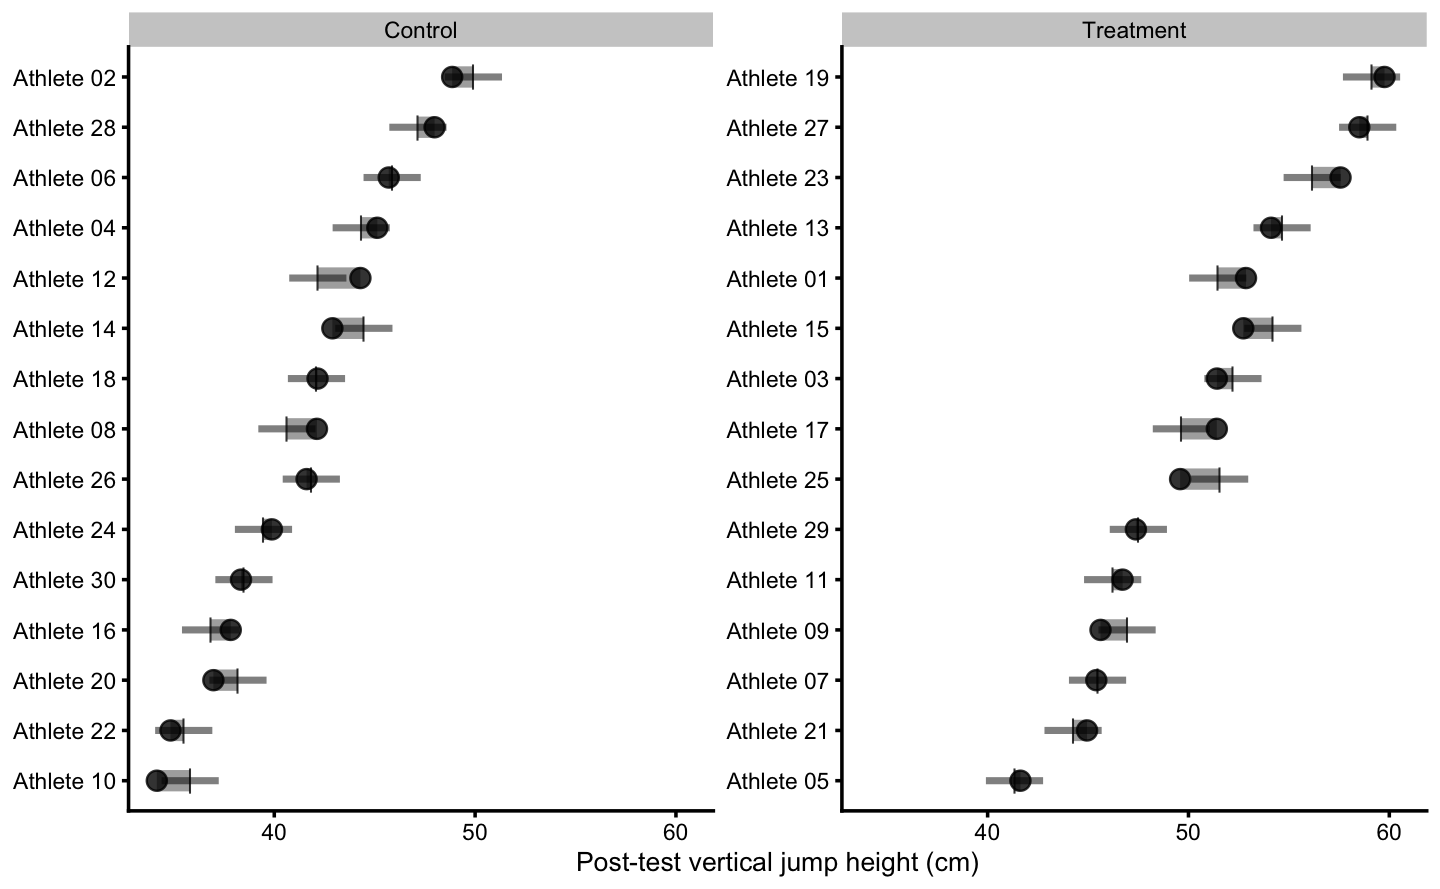 Control
Athlete 02
Athlete 28
Athlete 06
Athlete 04
Athlete 12
Athlete 14
Athlete 18
Athlete 08
Athlete 26
Athlete 24
Athlete 30
Athlete 16
Athlete 20
Athlete 22
Athlete 10
40 50 60
Treatment
Athlete 19
Athlete 27
Athlete 23
Athlete 13
Athlete 01
Athlete 15
Athlete 03
Athlete 17
Athlete 25
Athlete 29
Athlete 11
Athlete 09
Athlete 07
Athlete 21
Athlete 05
40 50 60
Post-test vertical jump height (cm)